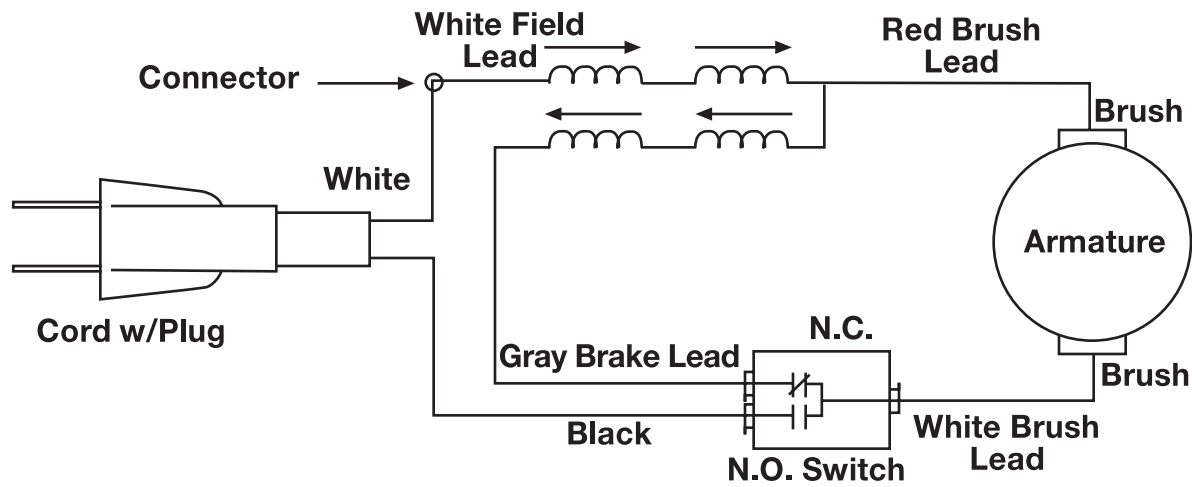 White Field
Lead
Red Brush
Lead
Connector
Brush
White
Armature
Cord w/Plug
N.C.
Gray Brake Lead
Brush
Black
White Brush
Lead
N.O. Switch